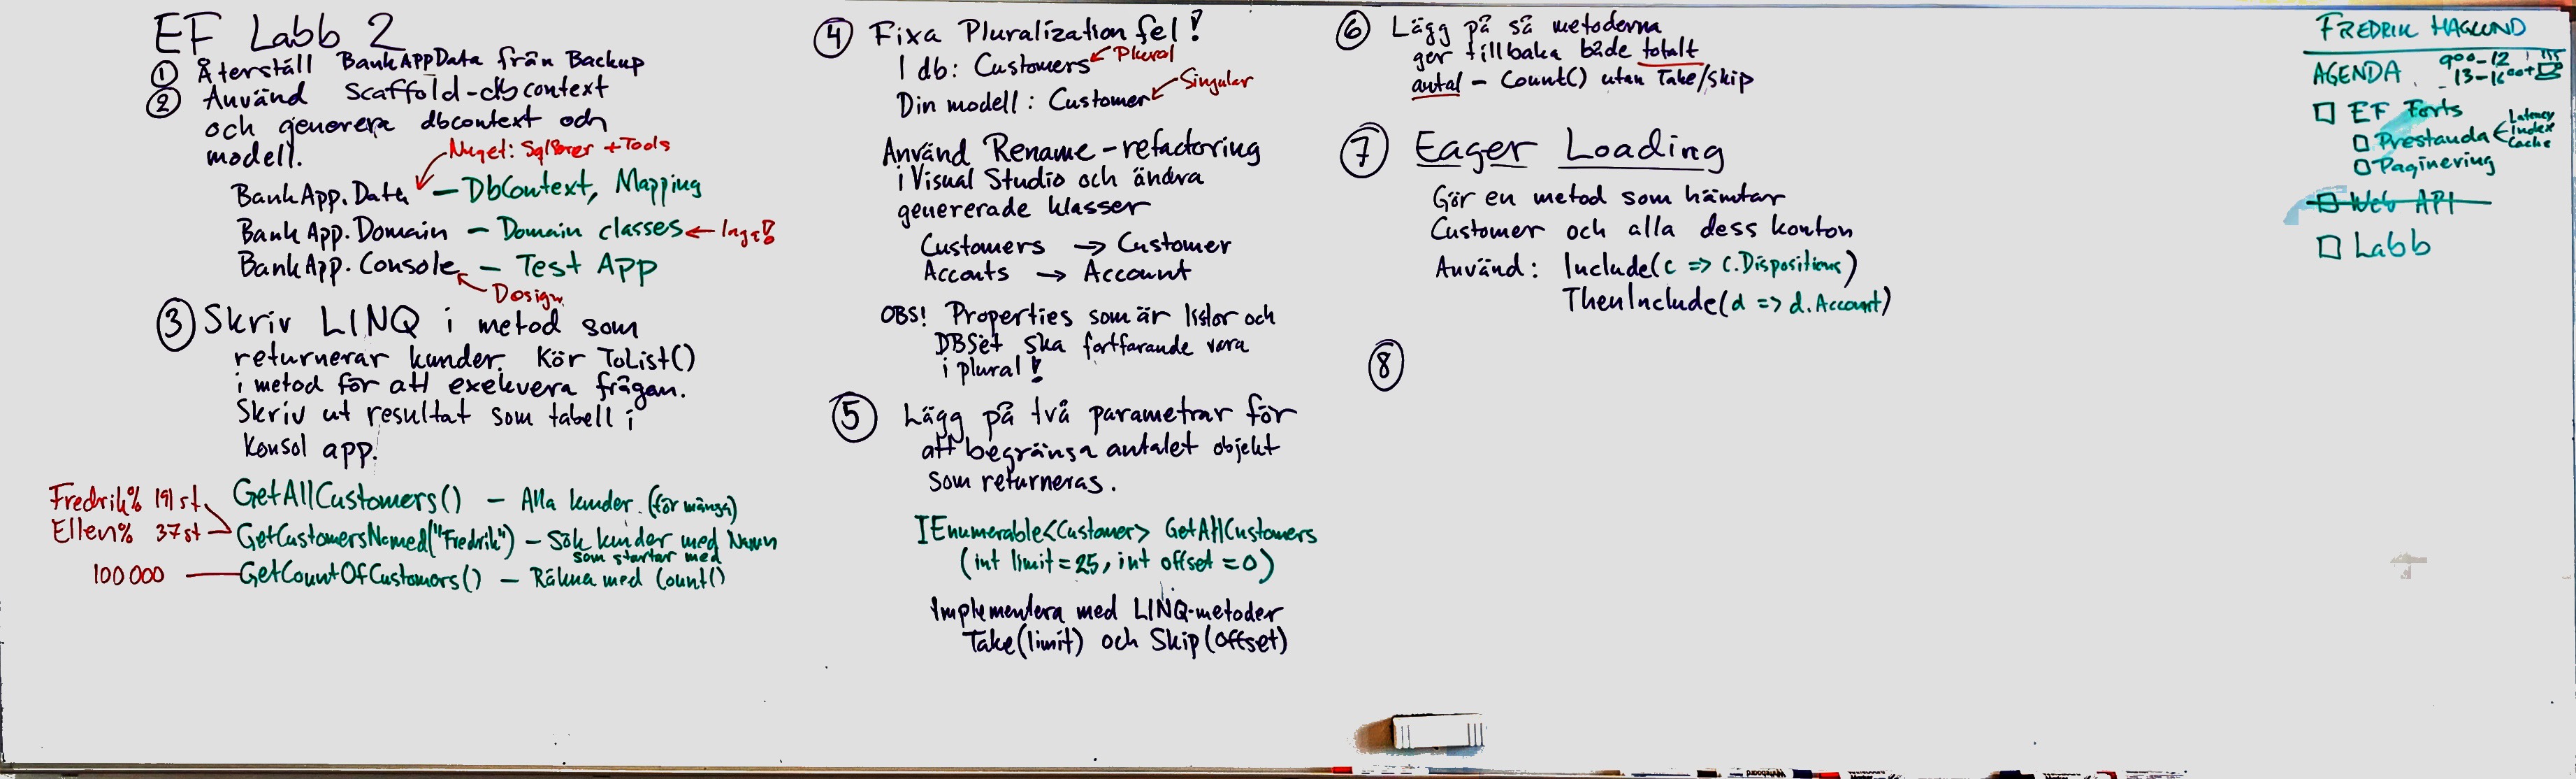 EF Labb 2
① Återställ BankAppData från Backup
② Använd Scaffold-dbcontext
och generera dbcontext och
modell.
Nuget: SqlServer + Tools
BankApp.Data - DbContext, Mapping
BankApp.Domain - Domain classes ← Inga!
BankApp.Console - Test App
Design
③ Skriv LINQ i metod som
returnerar kunder. Kör ToList()
i metod för att exekvera frågan.
Skriv ut resultat som tabell i
Konsol app.
GetAllCustomers() - Alla kunder. (för många)
Fredrik% 191 st
Ellen% 37 st
GetCustomersNamed("Fredrik") - Sök kunder med Namn
som startar med
100 000 GetCountOfCustomers() - Räkna med Count()
④ Fixa Pluralization fel!
I db: Customers ← Plural
Din modell: Customer ← Singular
Använd Rename-refactoring
i Visual Studio och ändra
genererade klasser
Customers → Customer
Acconts → Account
OBS! Properties som är listor och
DBSet ska fortfarande vara
i plural!
⑤ Lägg på två parametrar för
att begränsa antalet objekt
som returneras.
IEnumerable<Customer> GetAllCustomers
(int limit=25, int offset=0)
Implementera med LINQ-metoder
Take(limit) och Skip(offset)
⑥ Lägg på så metoderna
ger tillbaka både totalt
antal - Count() utan Take/Skip
⑦ Eager Loading
Gör en metod som hämtar
Customer och alla dess konton
Använd: Include(c => c.Dispositions)
ThenInclude(d => d.Account)
⑧
FREDRIK HAGLUND
AGENDA
900-12
13-1600+
EF Forts
Prestanda
Latency
Index
Cache
Paginering
Web API
Labb